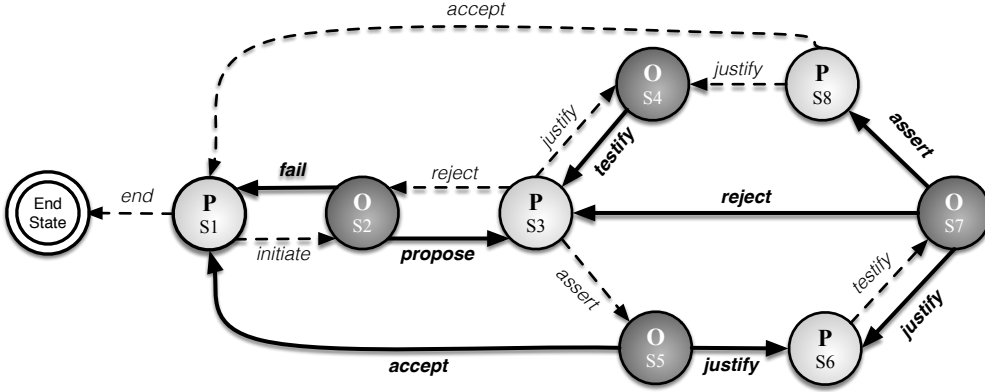 accept
O
S4
justify
P
S8
justify
testify
assert
End
State
end
P
S1
fail
O
S2
reject
P
S3
reject
O
S7
initiate
propose
assert
testify
justify
accept
O
S5
justify
P
S6